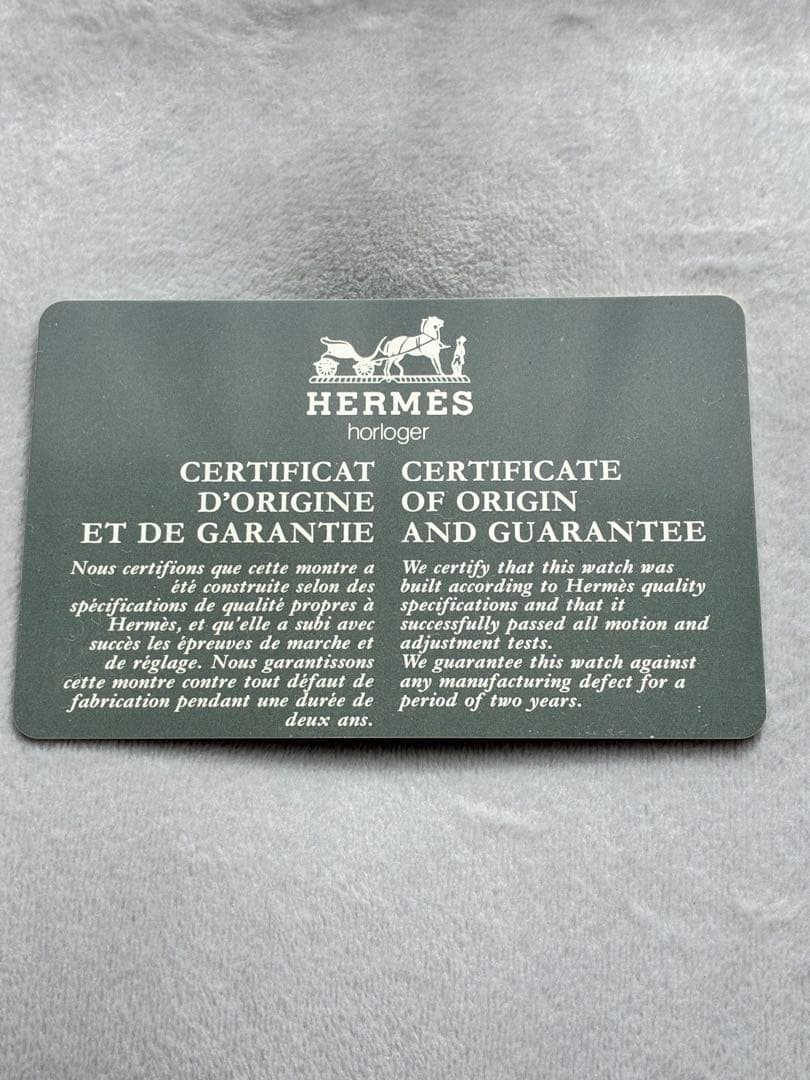 HERMÈS
horloger
CERTIFICAT
D'ORIGINE
ET DE GARANTIE
Nous certifions que cette montre a
été construite selon des
spécifications de qualité propres à
Hermès, et qu'elle a subi avec
succès les épreuves de marche et
de réglage. Nous garantissons
cette montre contre tout défaut de
fabrication pendant une durée de
deux ans.
CERTIFICATE
OF ORIGIN
AND GUARANTEE
We certify that this watch was
built according to Hermès quality
specifications and that it
successfully passed all motion and
adjustment tests.
We guarantee this watch against
any manufacturing defect for a
period of two years.